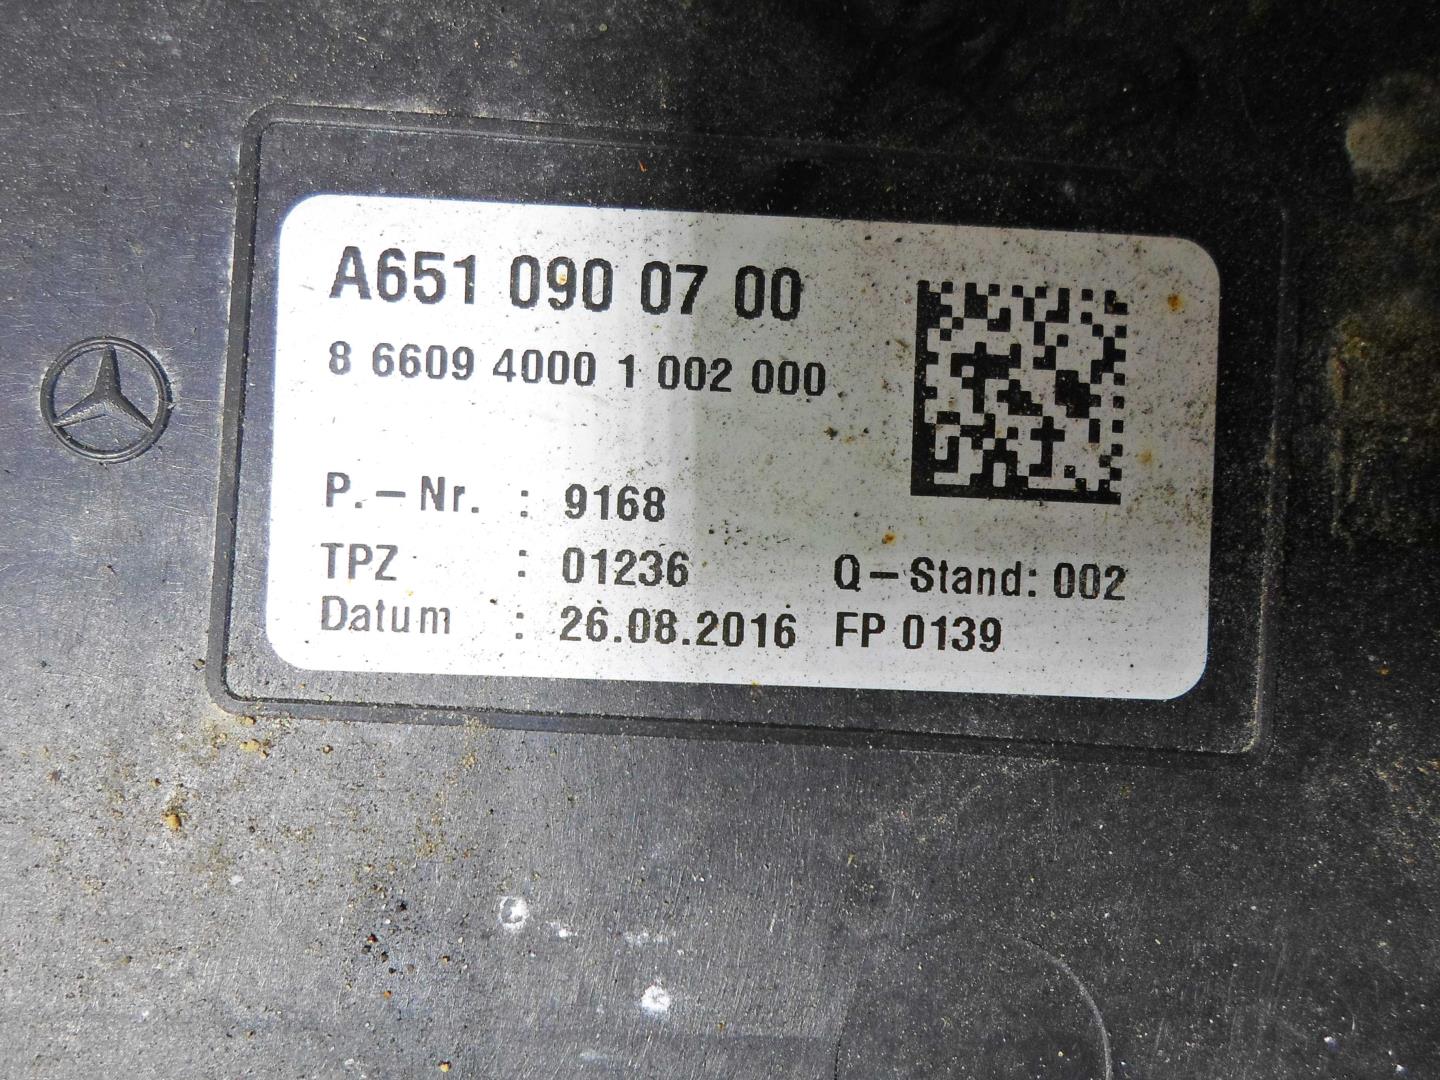 A651 090 07 00
8 6609 4000 1 002 000
P.-Nr. : 9168
TPZ : 01236 Q-Stand: 002
Datum : 26.08.2016 FP 0139